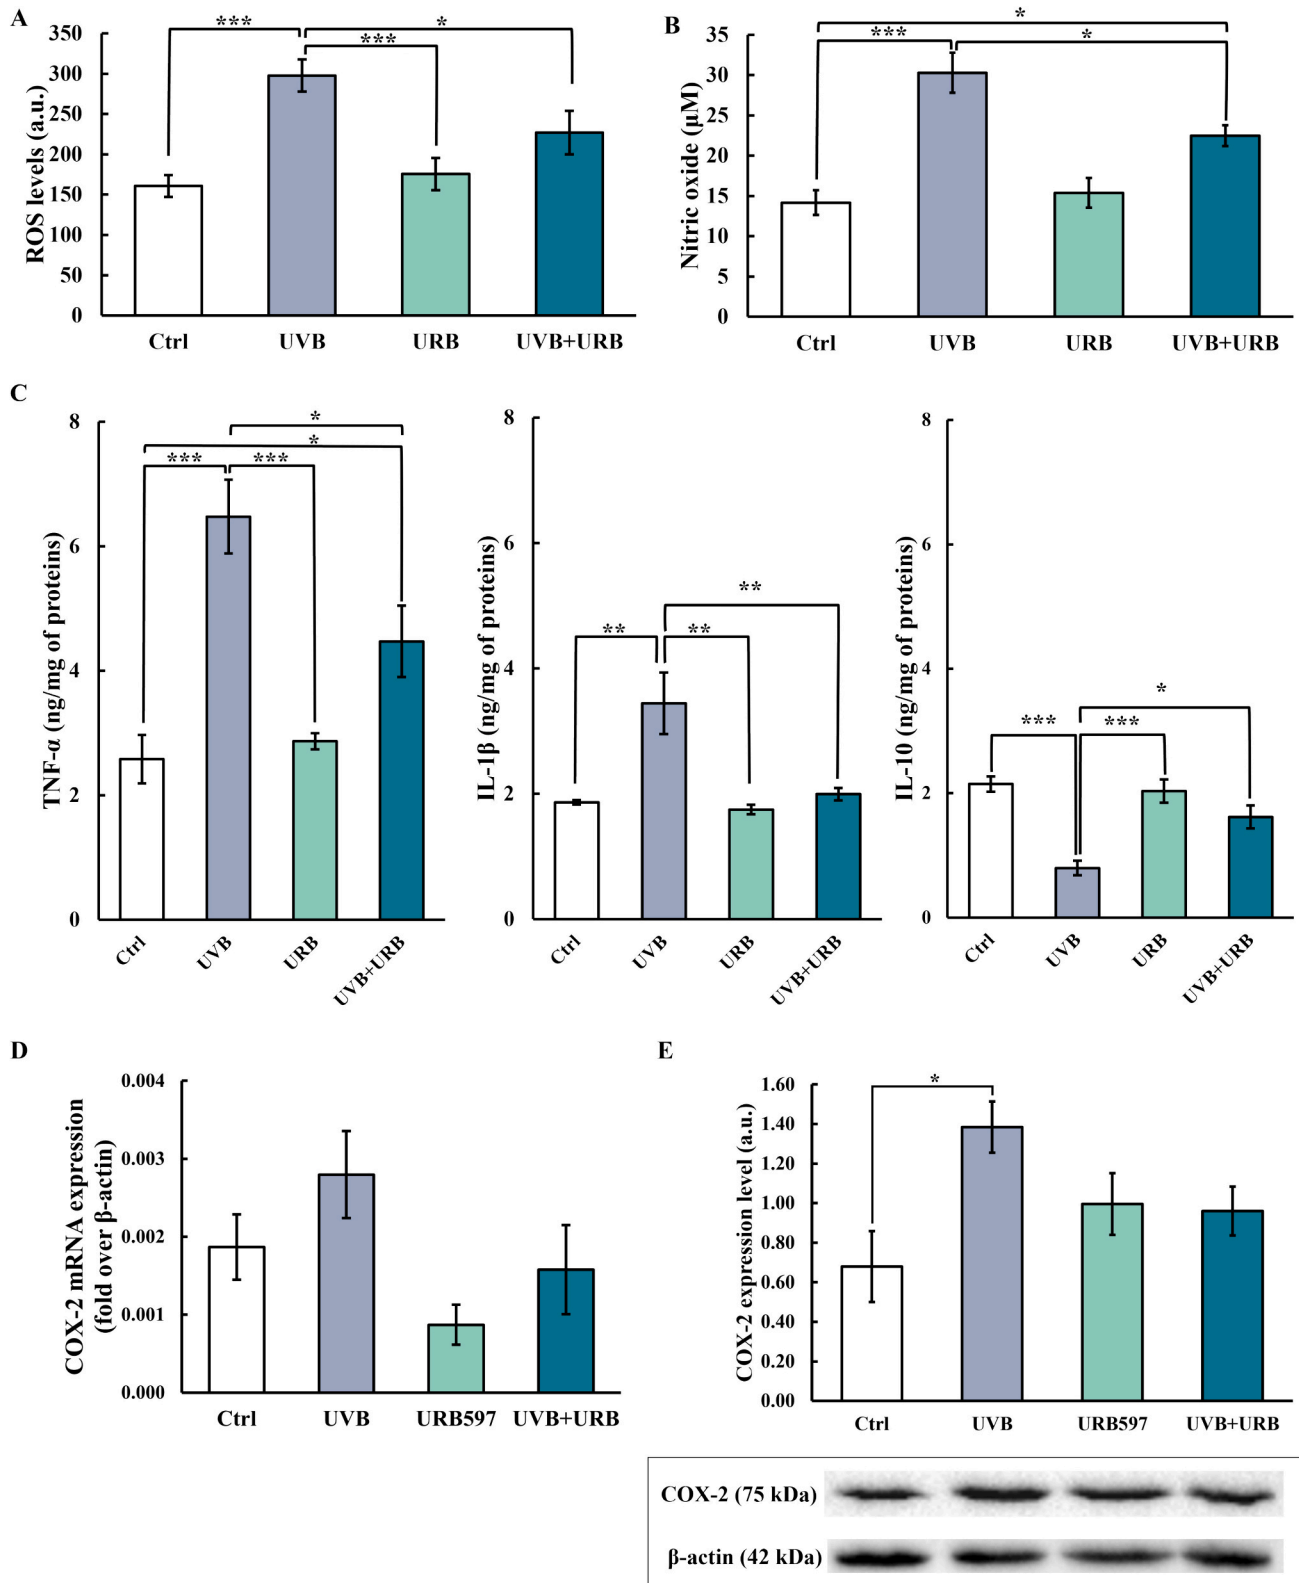 A
ROS levels (a.u.)
350
300
250
200
150
100
50
0
***
***
*
Ctrl
UVB
URB
UVB+URB
B
Nitric oxide (μM)
35
30
25
20
15
10
5
0
*
***
*
Ctrl
UVB
URB
UVB+URB
C
TNF-α (ng/mg of proteins)
8
6
4
2
0
*
*
***
***
Ctrl
UVB
URB
UVB+URB
IL-1β (ng/mg of proteins)
8
6
4
2
0
**
**
**
Ctrl
UVB
URB
UVB+URB
IL-10 (ng/mg of proteins)
8
6
4
2
0
*
***
***
Ctrl
UVB
URB
UVB+URB
D
COX-2 mRNA expression
(fold over β-actin)
0.004
0.003
0.002
0.001
0.000
Ctrl
UVB
URB597
UVB+URB
E
COX-2 expression level (a.u.)
1.60
1.40
1.20
1.00
0.80
0.60
0.40
0.20
0.00
*
Ctrl
UVB
URB597
UVB+URB
COX-2 (75 kDa)
β-actin (42 kDa)